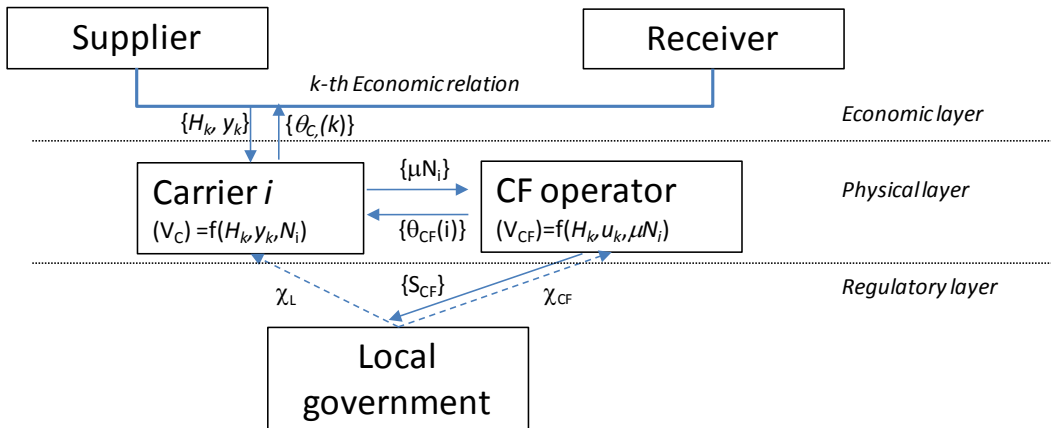 Supplier
Receiver
k-th Economic relation
{Hk, yk}
{θC,(k)}
Economic layer
Carrier i
(VC) =f(Hk,yk,Ni)
{μNi}
{θCF(i)}
CF operator
(VCF)=f(Hk,uk,μNi)
Physical layer
χL
{SCF}
χCF
Regulatory layer
Local
government